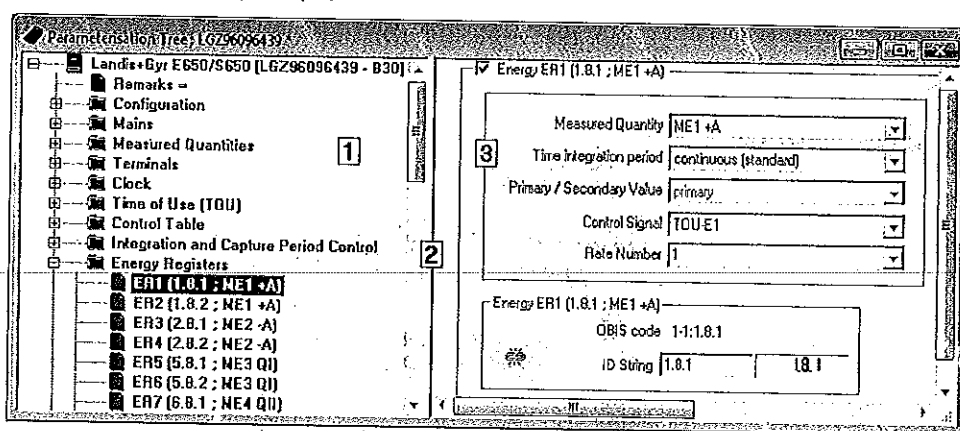 Parameterisation Tree: LGZ96096439
Landis+Gyr E650/S650 [LGZ96096439 - B30]
Remarks =
Configuration
Mains
Measured Quantities
Terminals
Clock
Time of Use (TOU)
Control Table
Integration and Capture Period Control
Energy Registers
ER1 (1.8.1 ; ME1 +A)
ER2 (1.8.2 ; ME1 +A)
ER3 (2.8.1 ; ME2 -A)
ER4 (2.8.2 ; ME2 -A)
ER5 (5.8.1 ; ME3 QI)
ER6 (5.8.2 ; ME3 QI)
ER7 (6.8.1 ; ME4 QII)
1
2
3
Energy ER1 (1.8.1 ; ME1 +A)
Measured Quantity ME1 +A
Time integration period continuous (standard)
Primary / Secondary Value primary
Control Signal TOU-E1
Rate Number 1
Energy ER1 (1.8.1 ; ME1 +A)
OBIS code 1-1:1.8.1
ID String 1.8.1 1.8.1